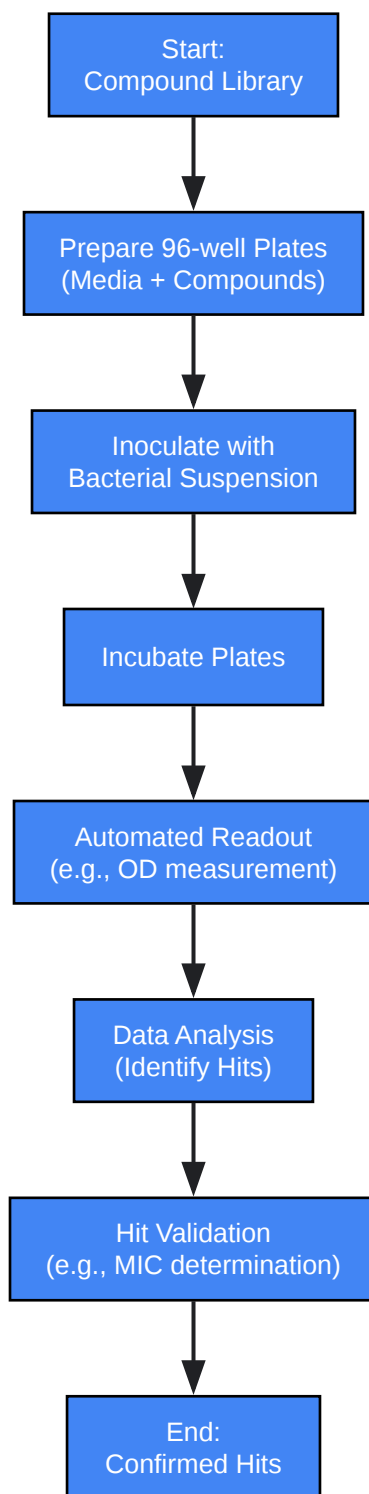 Start:
Compound Library
Prepare 96-well Plates
(Media + Compounds)
Inoculate with
Bacterial Suspension
Incubate Plates
Automated Readout
(e.g., OD measurement)
Data Analysis
(Identify Hits)
Hit Validation
(e.g., MIC determination)
End:
Confirmed Hits